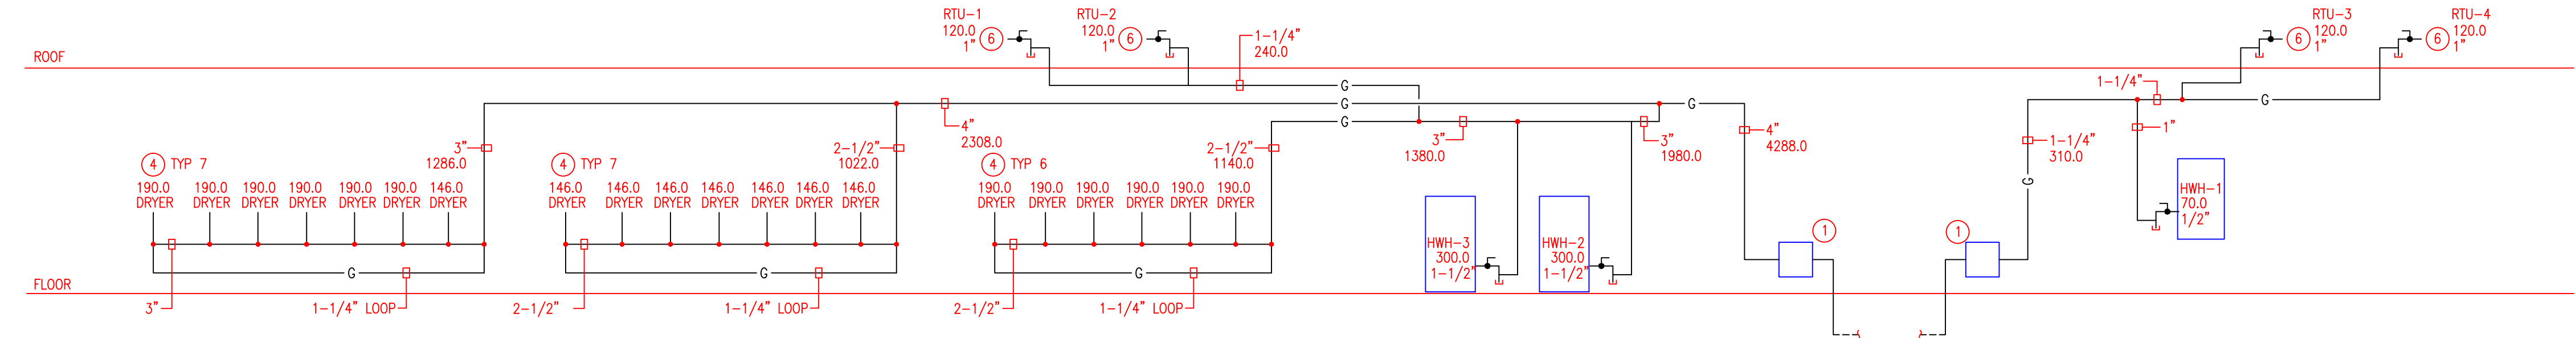 RTU-1
120.0
1"
6
RTU-2
120.0
1"
6
1-1/4"
240.0
RTU-3
6
120.0
1"
RTU-4
6
120.0
1"
ROOF
G
G
G
G
1-1/4"
G
4"
2308.0
3"
1286.0
2-1/2"
1022.0
2-1/2"
1140.0
3"
1380.0
3"
1980.0
4"
4288.0
1-1/4"
310.0
1"
G
4 TYP 7
190.0 190.0 190.0 190.0 190.0 190.0 146.0
DRYER DRYER DRYER DRYER DRYER DRYER DRYER
4 TYP 7
146.0 146.0 146.0 146.0 146.0 146.0 146.0
DRYER DRYER DRYER DRYER DRYER DRYER DRYER
4 TYP 6
190.0 190.0 190.0 190.0 190.0 190.0
DRYER DRYER DRYER DRYER DRYER DRYER
HWH-1
70.0
1/2"
HWH-3
300.0
1-1/2"
HWH-2
300.0
1-1/2"
1
1
G
G
G
FLOOR
3"
1-1/4" LOOP
2-1/2"
1-1/4" LOOP
2-1/2"
1-1/4" LOOP